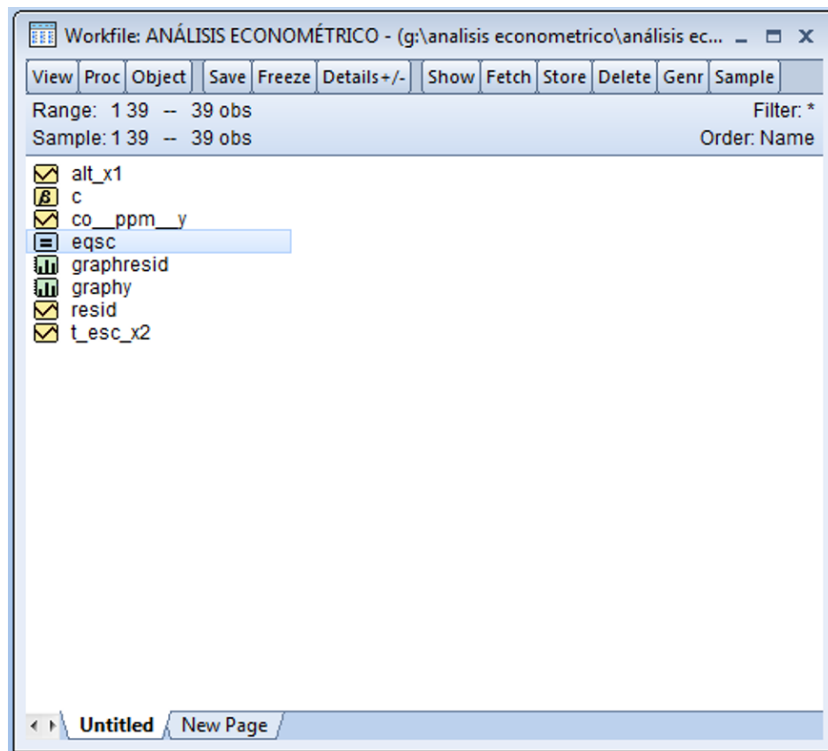 Workfile: ANÁLISIS ECONOMÉTRICO - (g:\analisis econometrico\análisis ec...
View Proc Object Save Freeze Details+/- Show Fetch Store Delete Genr Sample
Range: 1 39 -- 39 obs Filter: *
Sample: 1 39 -- 39 obs Order: Name
alt_x1
β c
co__ppm__y
eqsc
graphresid
graphy
resid
t_esc_x2
Untitled New Page